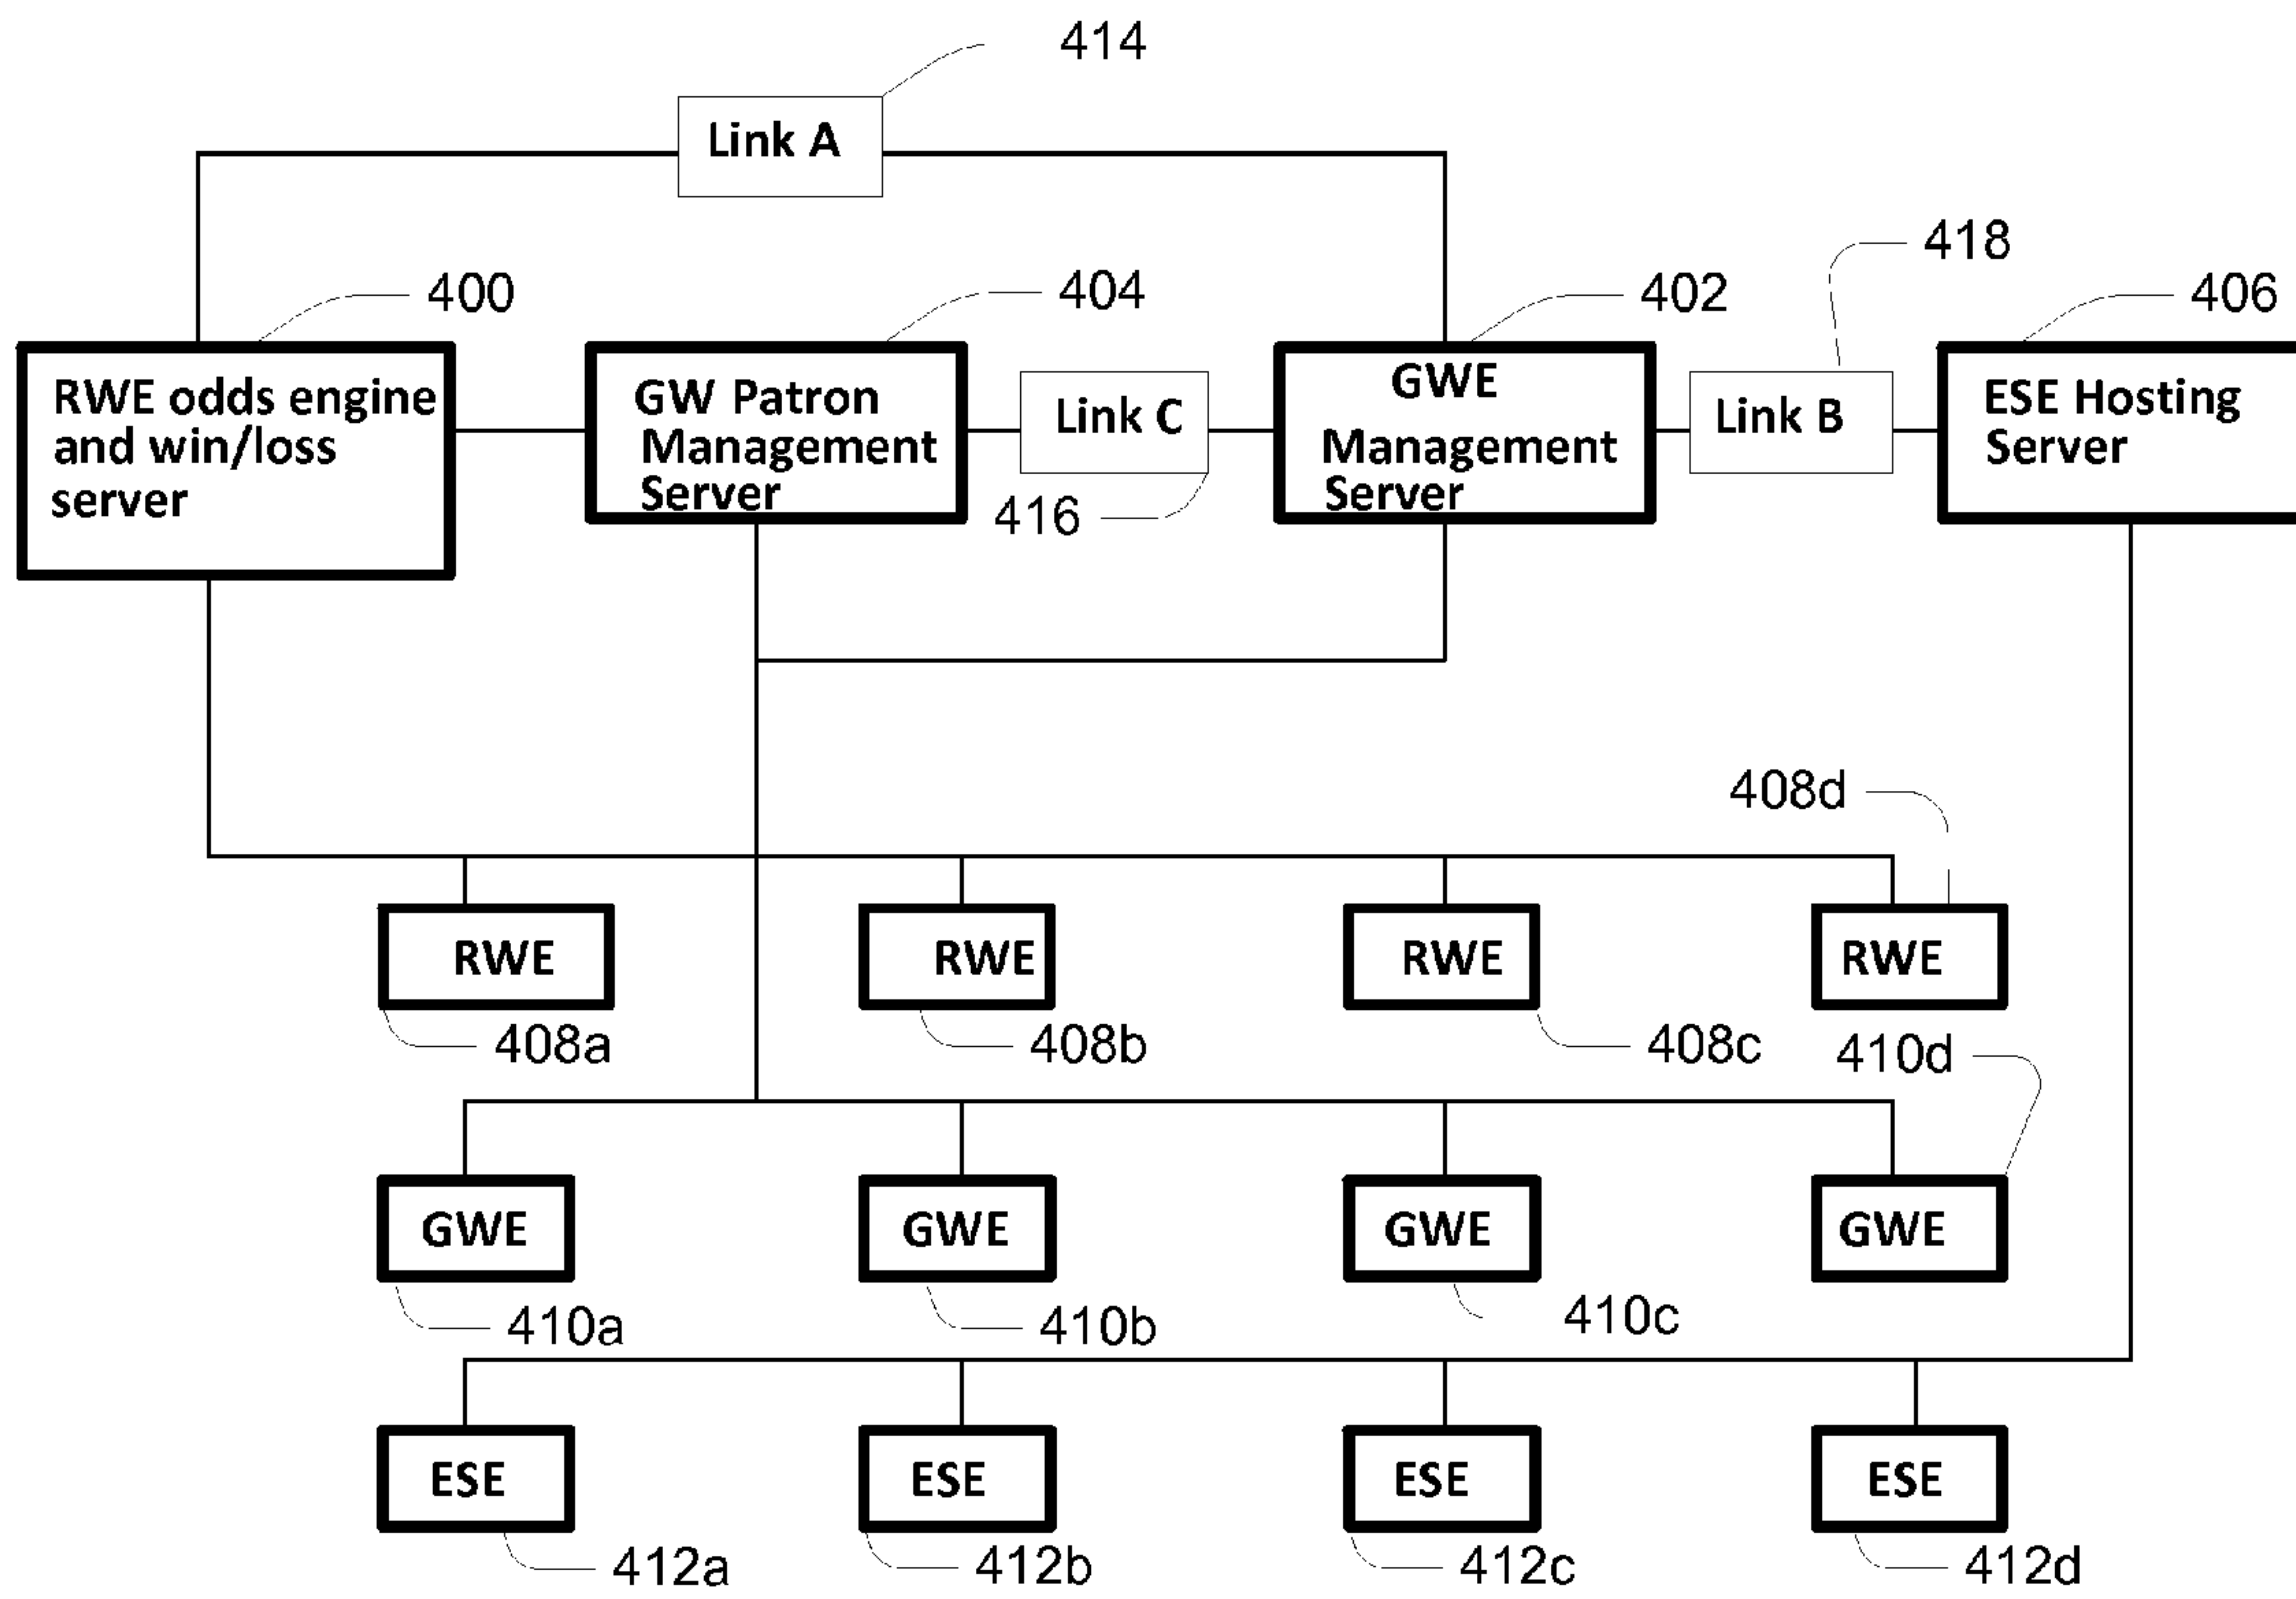 414
Link A
418
400
404
402
406
RWE odds engine
and win/loss
server
GW Patron
Management
Server
Link C
416
GWE
Management
Server
Link B
ESE Hosting
Server
408d
RWE
RWE
RWE
RWE
408a
408b
408c
410d
GWE
GWE
GWE
GWE
410a
410b
410c
ESE
ESE
ESE
ESE
412a
412b
412c
412d